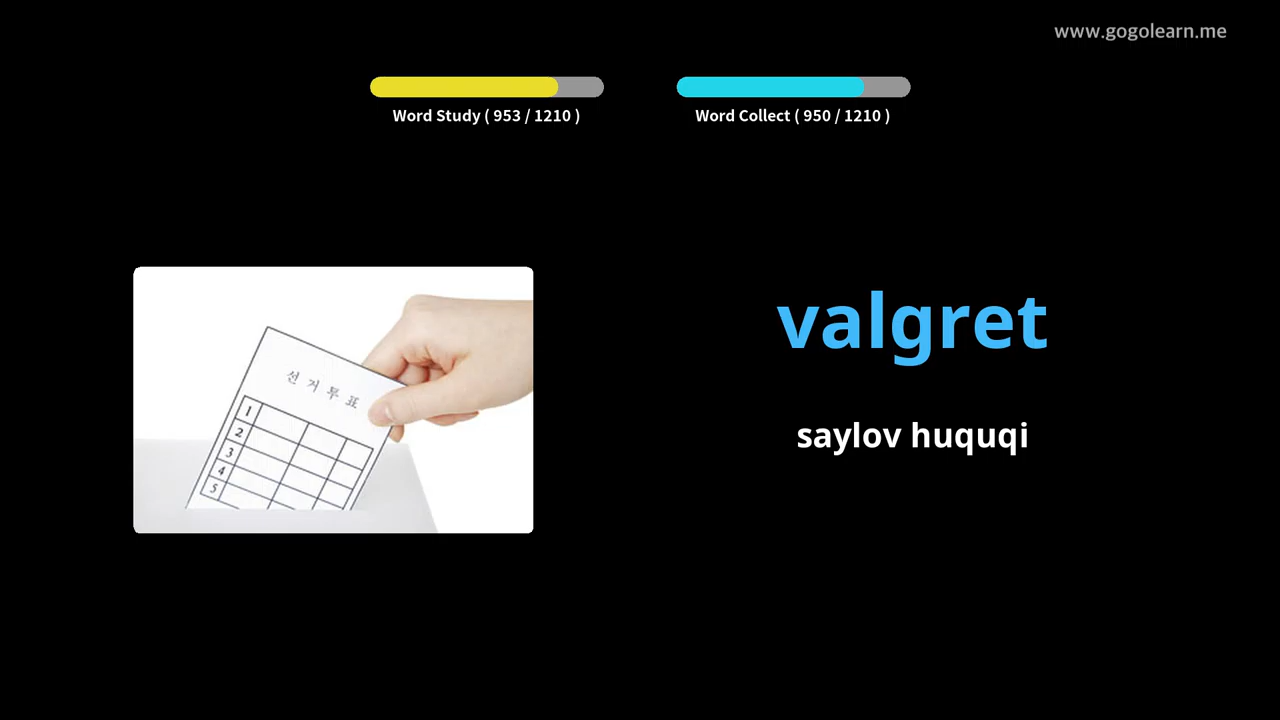 www.gogolearn.me
Word Study ( 953 / 1210 )
Word Collect ( 950 / 1210 )
선거투표
1
2
3
4
5
valgret
saylov huquqi